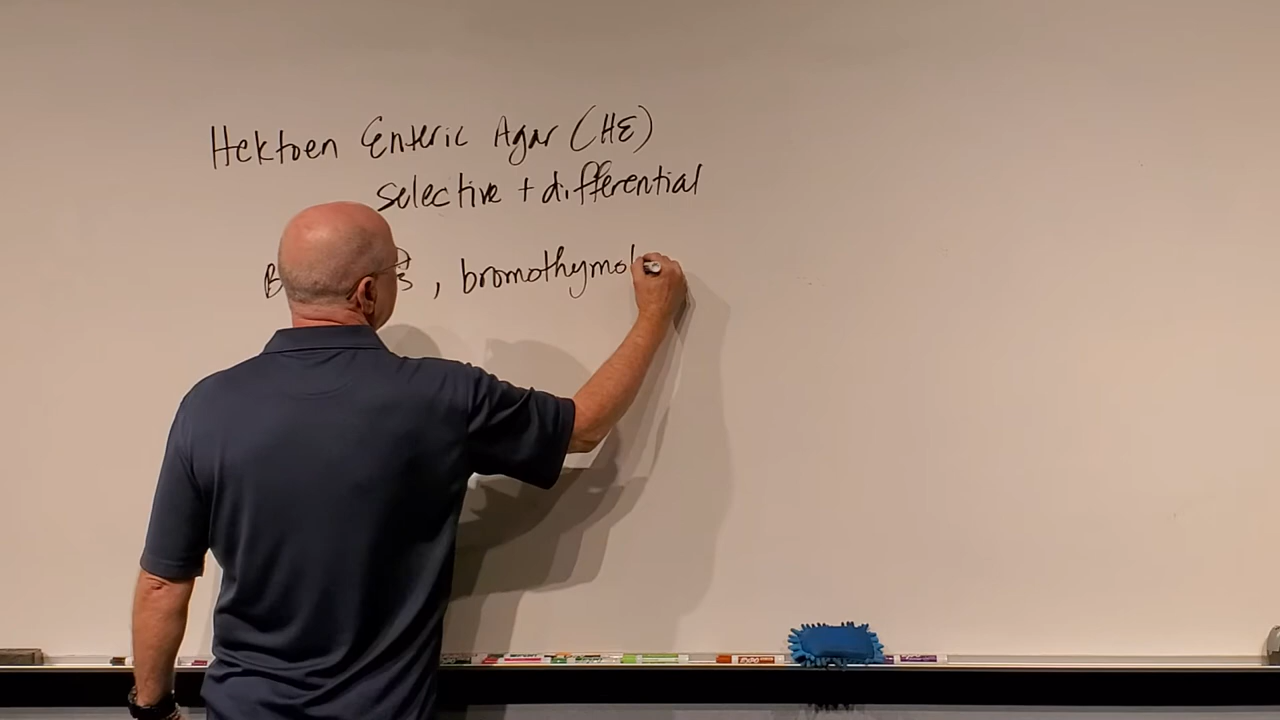 Hektoen Enteric Agar (HE)
selective + differential
, bromothymol